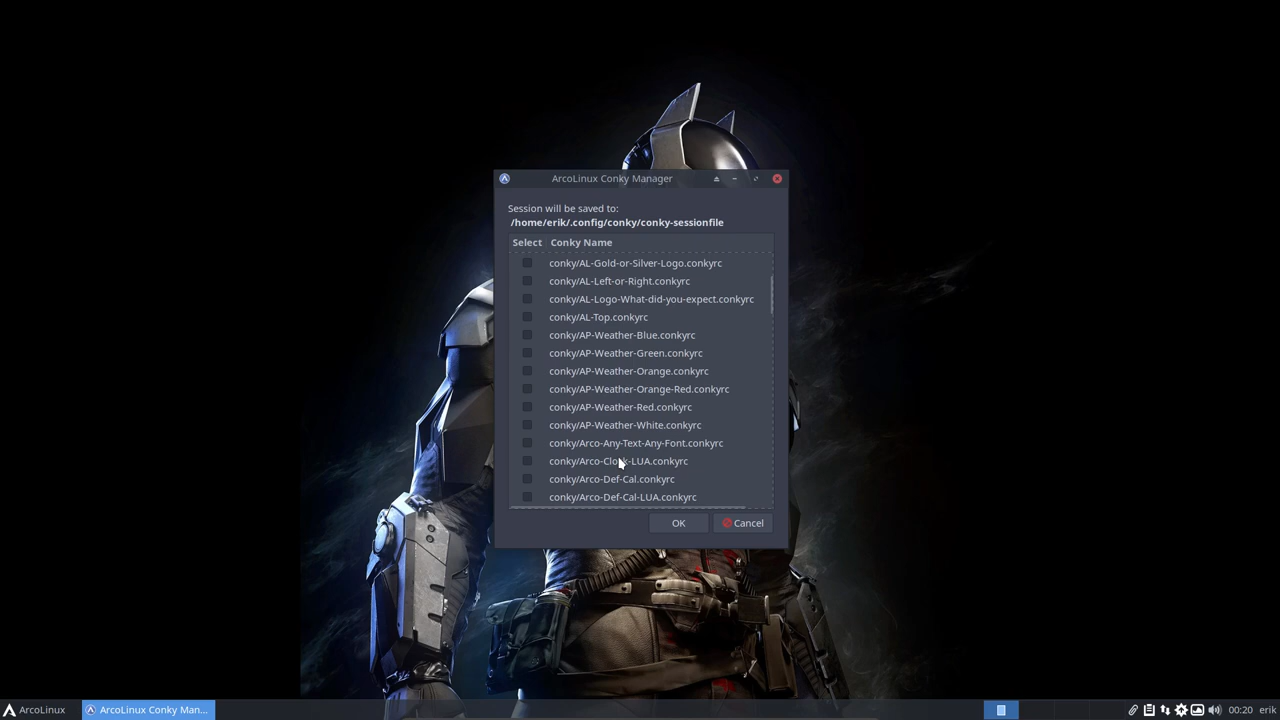 ArcoLinux Conky Manager
Session will be saved to:
/home/erik/.config/conky/conky-sessionfile
Select Conky Name
conky/AL-Gold-or-Silver-Logo.conkyrc
conky/AL-Left-or-Right.conkyrc
conky/AL-Logo-What-did-you-expect.conkyrc
conky/AL-Top.conkyrc
conky/AP-Weather-Blue.conkyrc
conky/AP-Weather-Green.conkyrc
conky/AP-Weather-Orange.conkyrc
conky/AP-Weather-Orange-Red.conkyrc
conky/AP-Weather-Red.conkyrc
conky/AP-Weather-White.conkyrc
conky/Arco-Any-Text-Any-Font.conkyrc
conky/Arco-Clock-LUA.conkyrc
conky/Arco-Def-Cal.conkyrc
conky/Arco-Def-Cal-LUA.conkyrc
OK Cancel
ArcoLinux ArcoLinux Conky Man... 00:20 erik